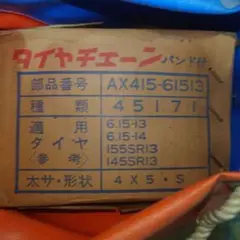 タイヤチェーン バンド付
部品番号 AX415-61513
種類 45171
適用 6.15-13
タイヤ 6.15-14
(参考) 155SR13
145SR13
太サ・形状 4×5・S